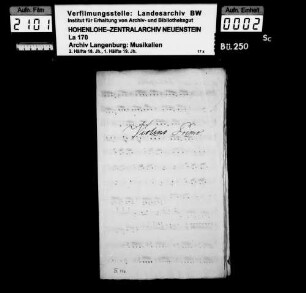 Aufn. Film
2101
Verfilmungsstelle: Landesarchiv BW
Institut für Erhaltung von Archiv- und Bibliotheksgut
HOHENLOHE-ZENTRALARCHIV NEUENSTEIN
La 170
Archiv Langenburg: Musikalien
2. Hälfte 18. Jh., 1. Hälfte 19. Jh.
Aufn. Einheit
0002
Sc
Bü. 250
Violino Primo